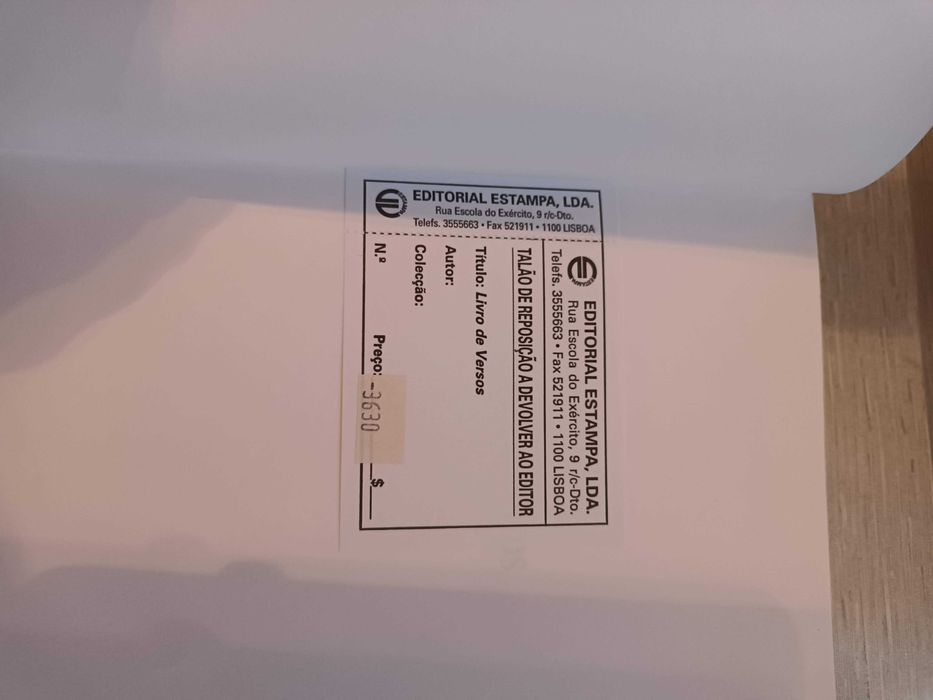 EDITORIAL ESTAMPA, LDA.
Rua Escola do Exército, 9 r/c-Dto.
Telefs. 3555663 • Fax 521911 • 1100 LISBOA
ESTAMPA
EDITORIAL ESTAMPA, LDA.
Rua Escola do Exército, 9 r/c-Dto.
Telefs. 3555663 • Fax 521911 • 1100 LISBOA
ESTAMPA
TALÃO DE REPOSIÇÃO A DEVOLVER AO EDITOR
Título: Livro de Versos
Autor:
Colecção:
N.º Preço: -3630 $